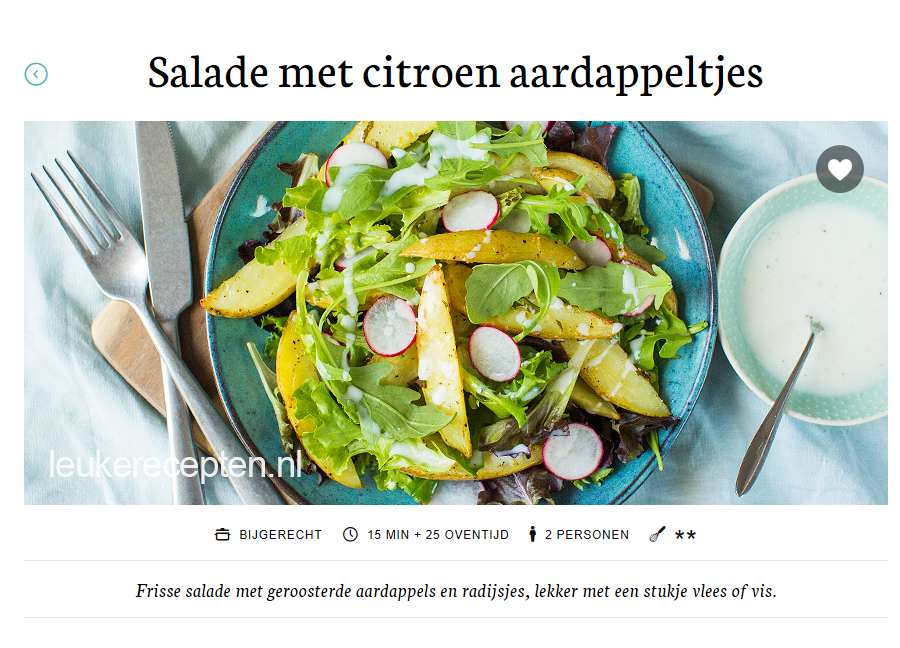 Salade met citroen aardappeltjes
leukerecepten.nl
BIJGERECHT 15 MIN + 25 OVENTIJD 2 PERSONEN **
Frisse salade met geroosterde aardappels en radijsjes, lekker met een stukje vlees of vis.